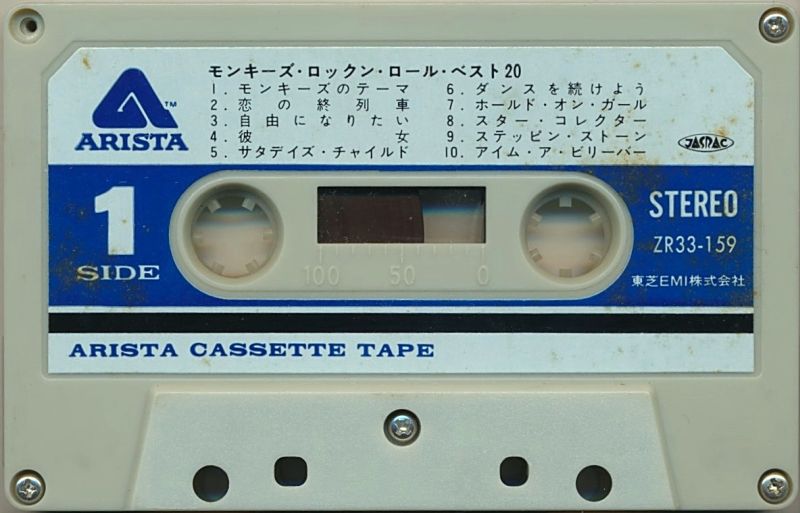 モンキーズ・ロックン・ロール・ベスト20
1. モンキーズのテーマ
2. 恋の終列車
3. 自由になりたい
4. 彼女
5. サタデイズ・チャイルド
6. ダンスを続けよう
7. ホールド・オン・ガール
8. スター・コレクター
9. ステッピン・ストーン
10. アイム・ア・ビリーバー
TM
ARISTA
JASRAC
1
SIDE
100 50 0
STEREO
ZR33-159
東芝EMI株式会社
ARISTA CASSETTE TAPE